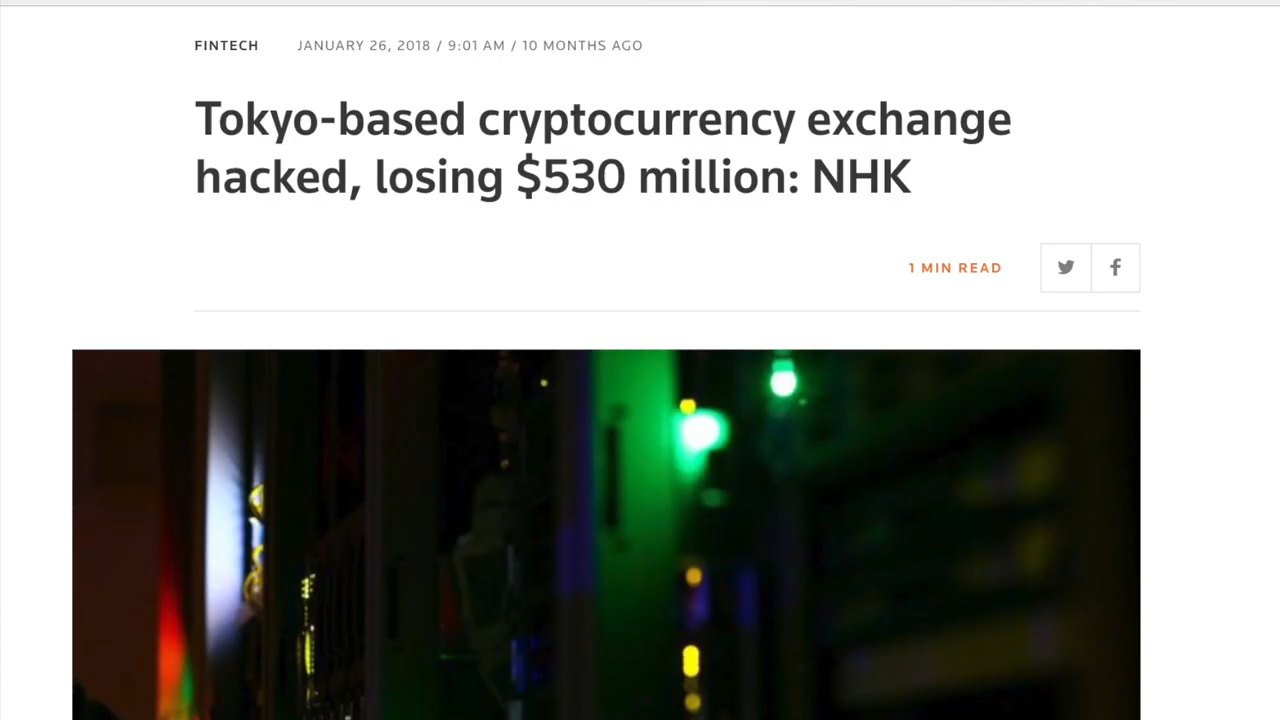 FINTECH JANUARY 26, 2018 / 9:01 AM / 10 MONTHS AGO
Tokyo-based cryptocurrency exchange
hacked, losing $530 million: NHK
1 MIN READ